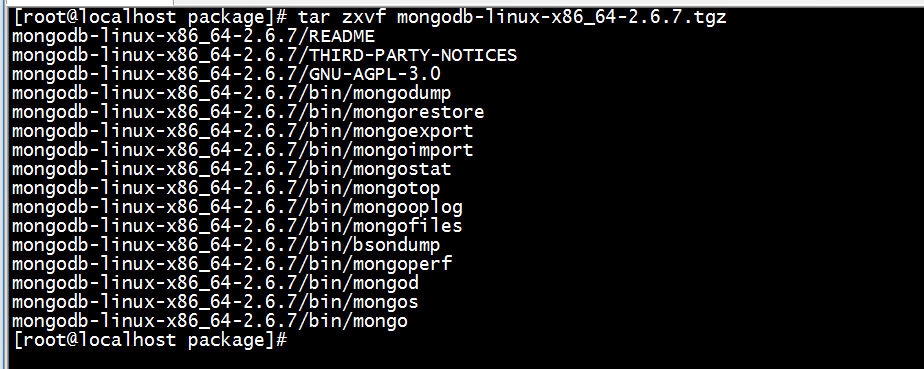 [root@localhost package]# tar zxvf mongodb-linux-x86_64-2.6.7.tgz
mongodb-linux-x86_64-2.6.7/README
mongodb-linux-x86_64-2.6.7/THIRD-PARTY-NOTICES
mongodb-linux-x86_64-2.6.7/GNU-AGPL-3.0
mongodb-linux-x86_64-2.6.7/bin/mongodump
mongodb-linux-x86_64-2.6.7/bin/mongorestore
mongodb-linux-x86_64-2.6.7/bin/mongoexport
mongodb-linux-x86_64-2.6.7/bin/mongoimport
mongodb-linux-x86_64-2.6.7/bin/mongostat
mongodb-linux-x86_64-2.6.7/bin/mongotop
mongodb-linux-x86_64-2.6.7/bin/mongooplog
mongodb-linux-x86_64-2.6.7/bin/mongofiles
mongodb-linux-x86_64-2.6.7/bin/bsondump
mongodb-linux-x86_64-2.6.7/bin/mongoperf
mongodb-linux-x86_64-2.6.7/bin/mongod
mongodb-linux-x86_64-2.6.7/bin/mongos
mongodb-linux-x86_64-2.6.7/bin/mongo
[root@localhost package]#